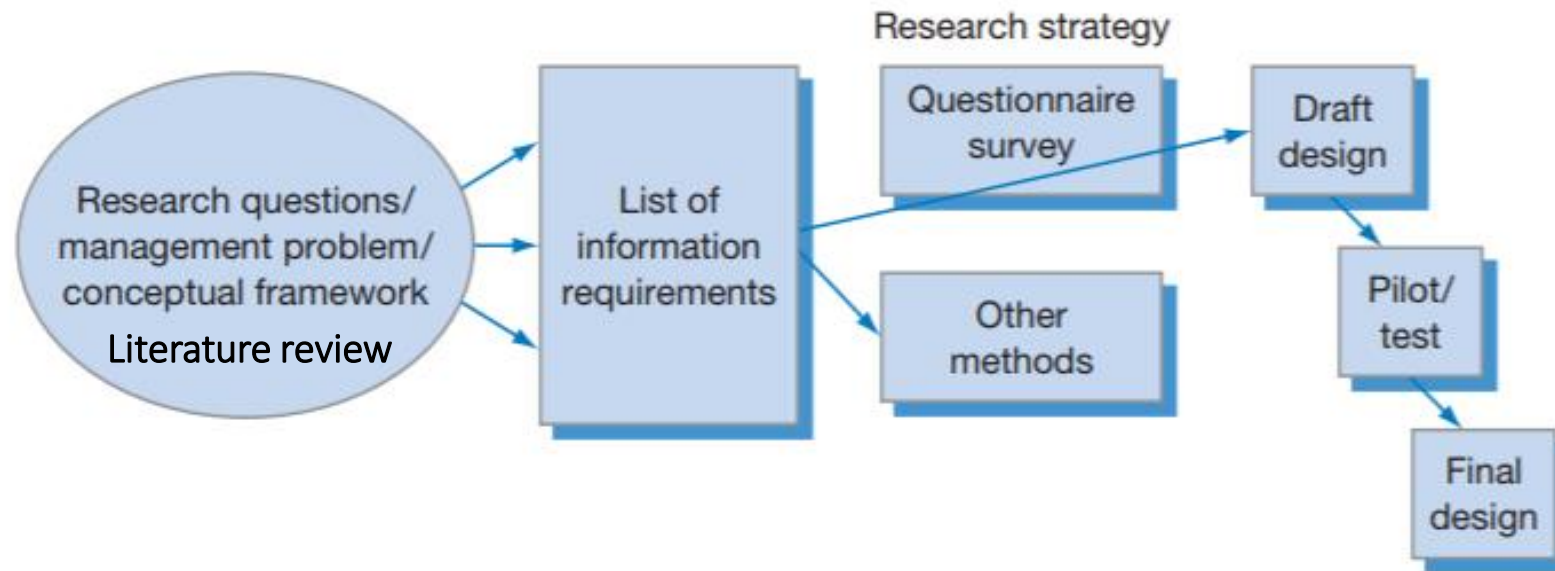 Research strategy
Research questions/
management problem/
conceptual framework
Literature review
List of
information
requirements
Questionnaire
survey
Other
methods
Draft
design
Pilot/
test
Final
design